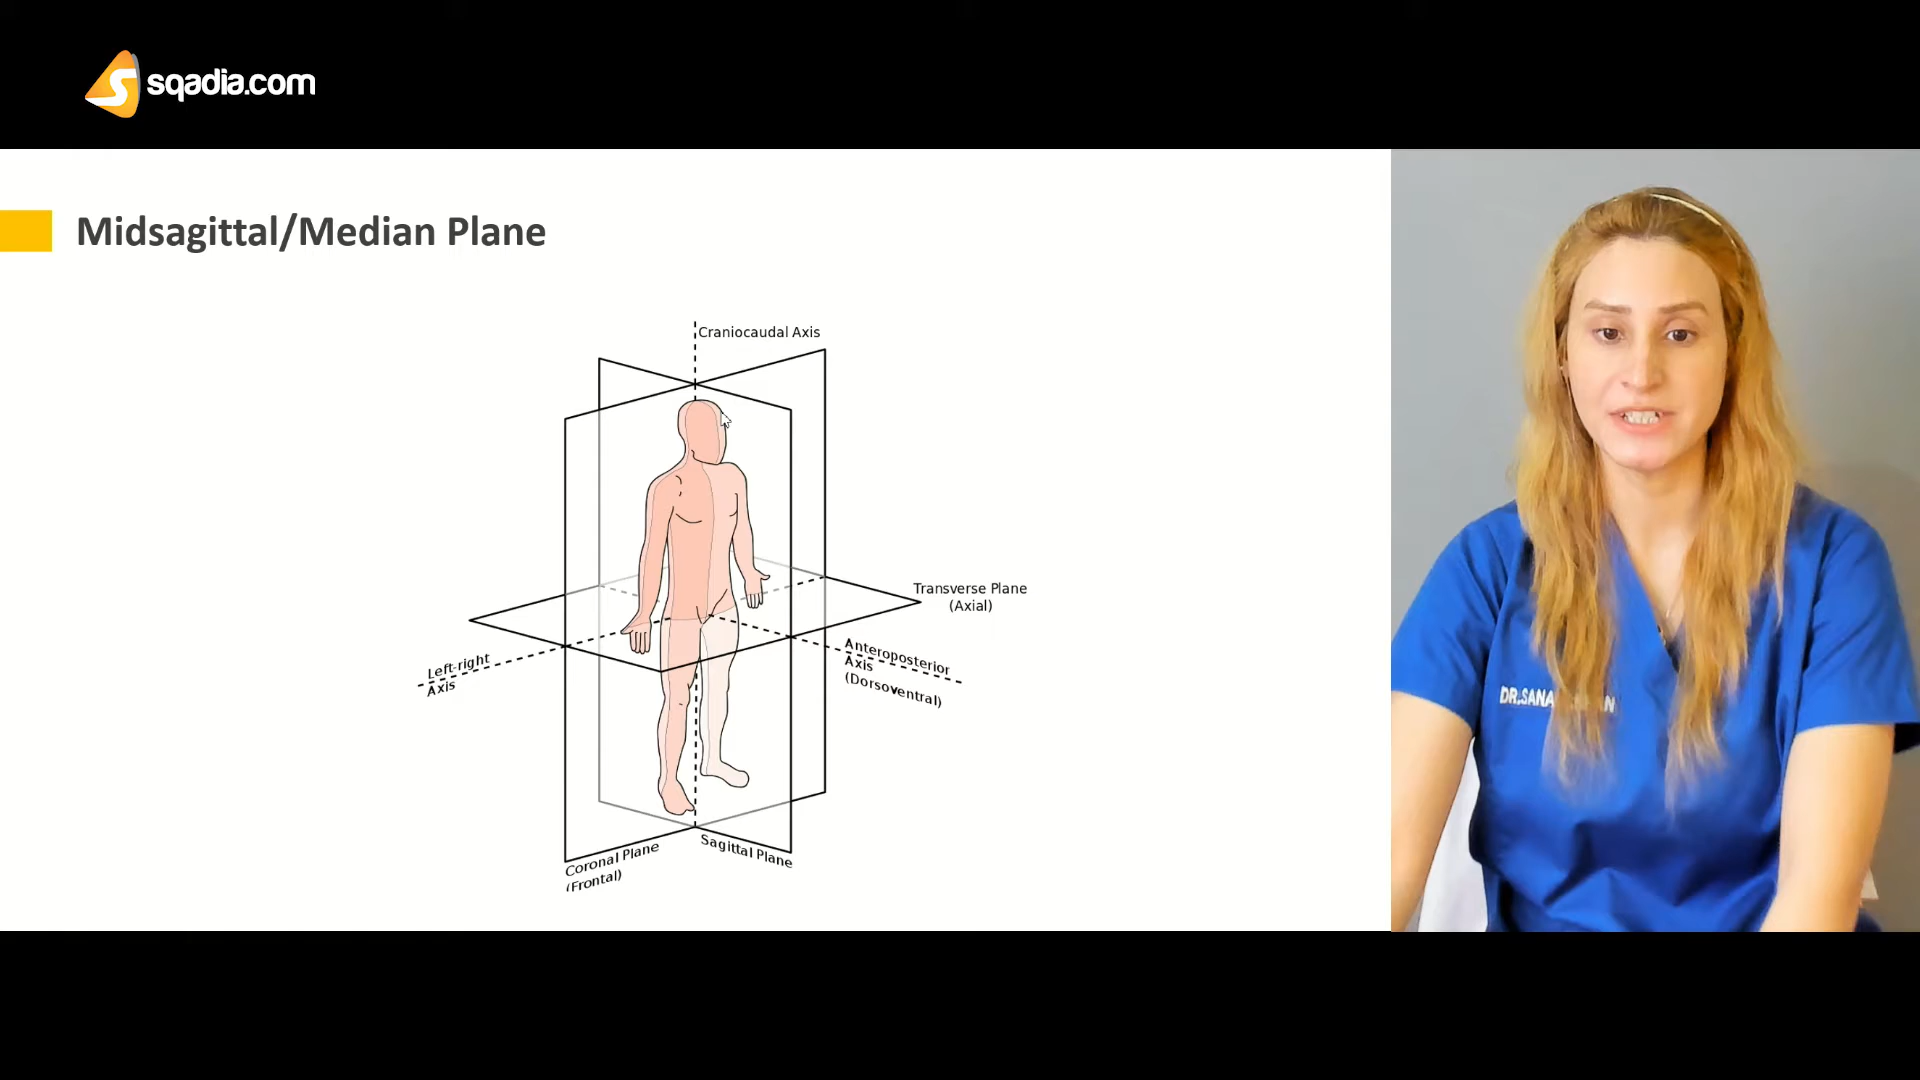 sqadia.com
Midsagittal/Median Plane
Craniocaudal Axis
Transverse Plane
(Axial)
Anteroposterior
Axis
(Dorsoventral)
Left-right
Axis
Coronal Plane
(Frontal)
Sagittal Plane
DR.SANA